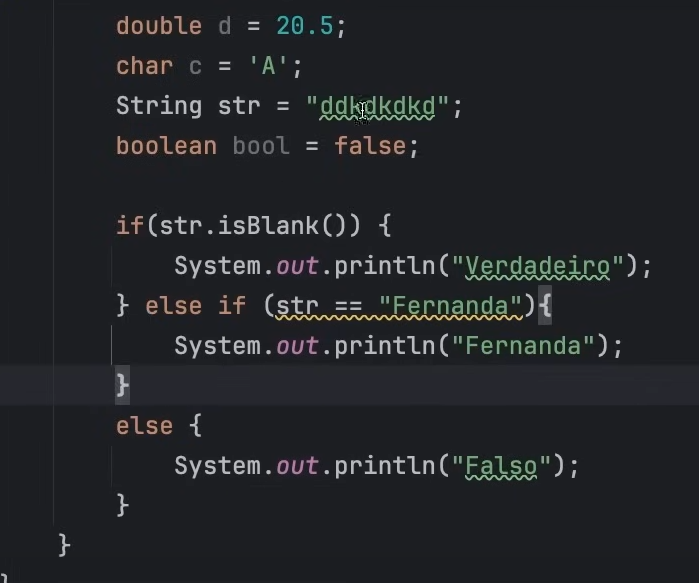 double d = 20.5;
char c = 'A';
String str = "ddkdkdkd";
boolean bool = false;
if(str.isBlank()) {
System.out.println("Verdadeiro");
} else if (str == "Fernanda"){
System.out.println("Fernanda");
}
else {
System.out.println("Falso");
}
}
}